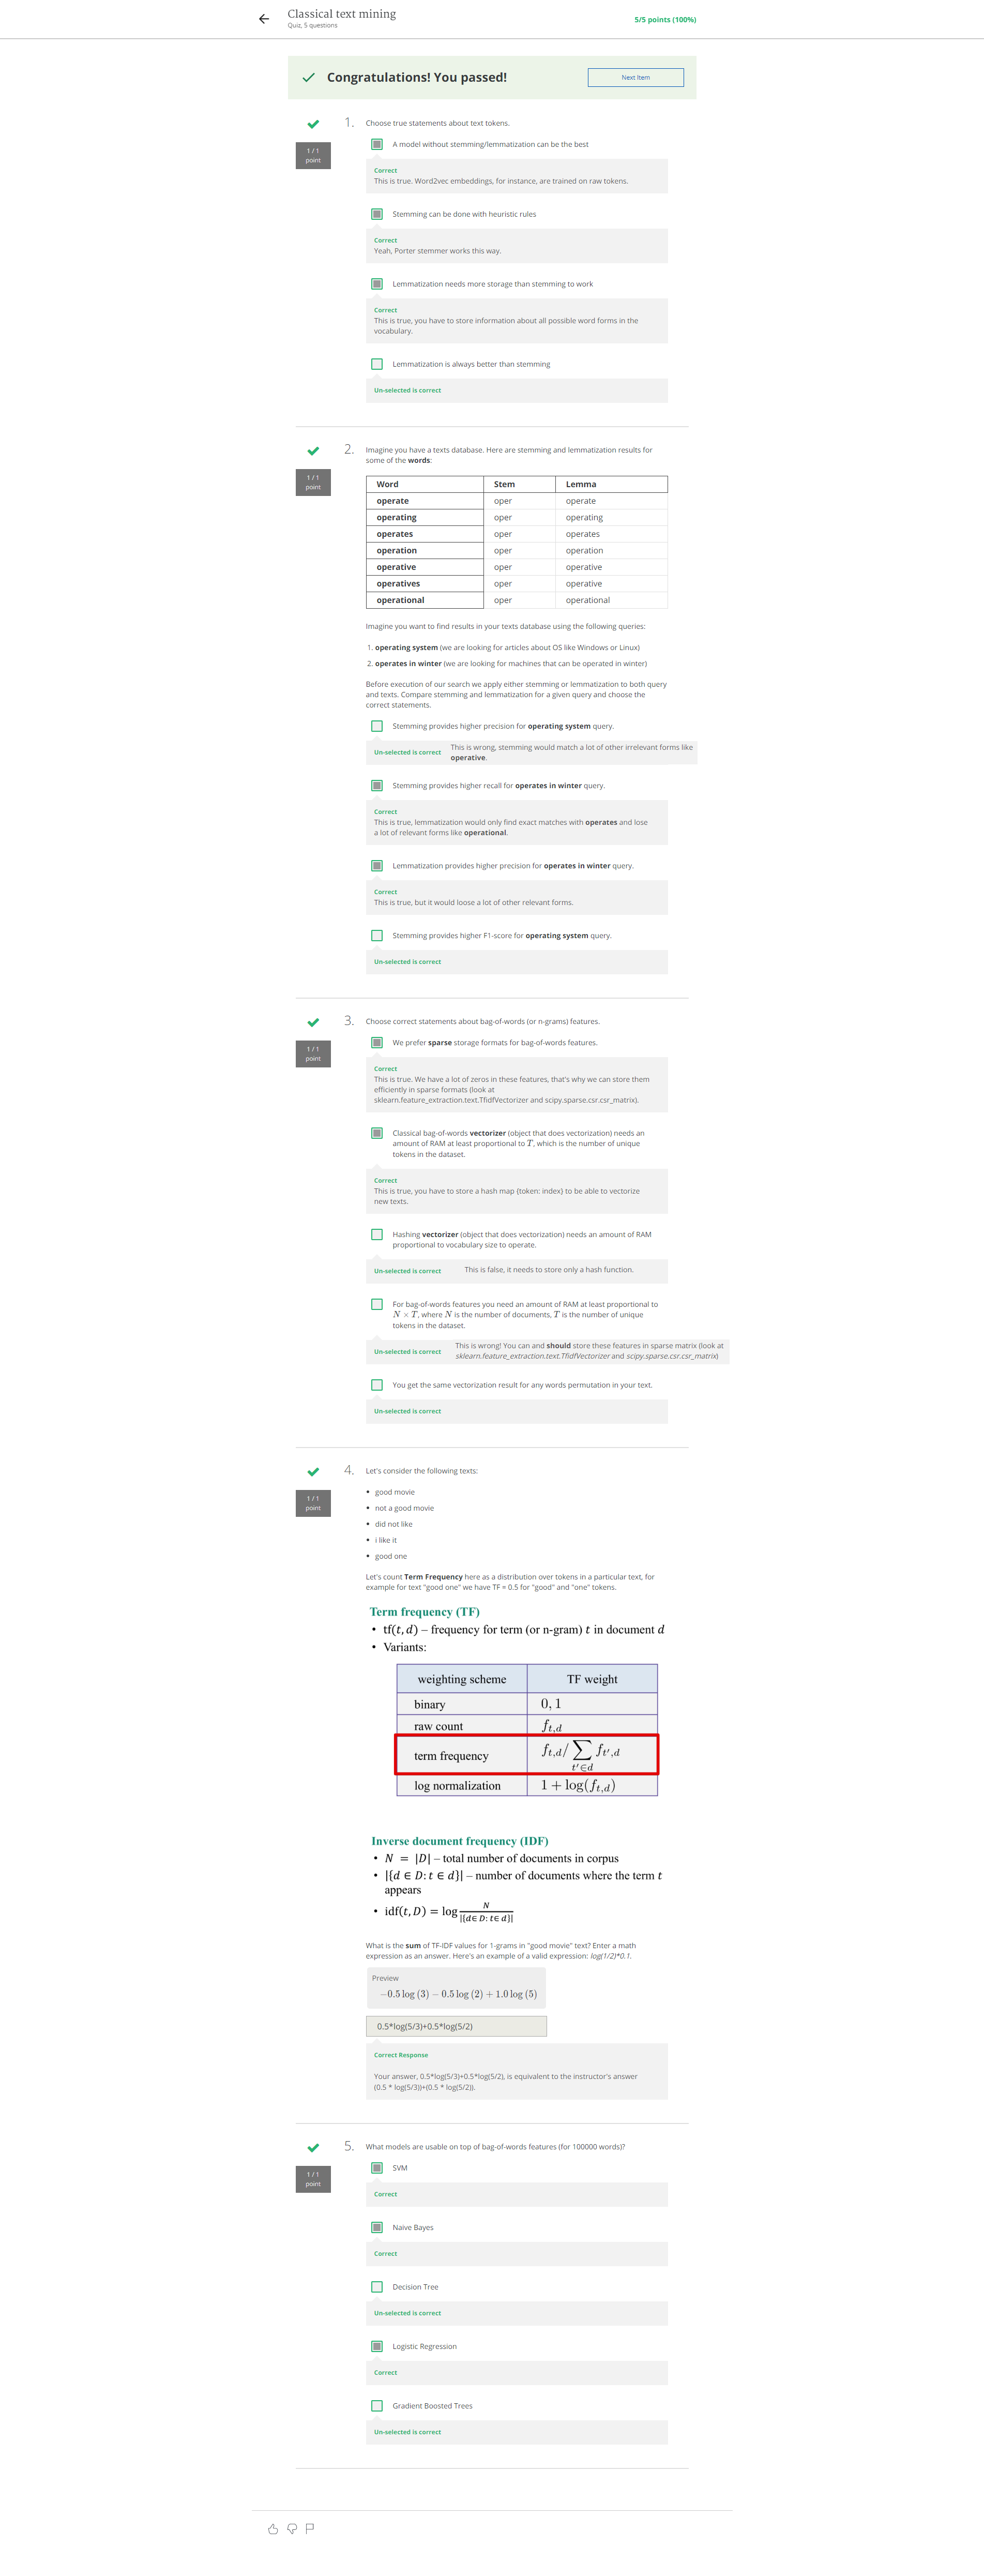 Classical text mining
Quiz, 5 questions
5/5 points (100%)
Congratulations! You passed!
Next Item
1.
Choose true statements about text tokens.
1 / 1
point
A model without stemming/lemmatization can be the best
Correct
This is true. Word2vec embeddings, for instance, are trained on raw tokens.
Stemming can be done with heuristic rules
Correct
Yeah, Porter stemmer works this way.
Lemmatization needs more storage than stemming to work
Correct
This is true, you have to store information about all possible word forms in the
vocabulary.
Lemmatization is always better than stemming
Un-selected is correct
2.
1 / 1
point
Imagine you have a texts database. Here are stemming and lemmatization results for
some of the words:
Word Stem Lemma
operate oper operate
operating oper operating
operates oper operates
operation oper operation
operative oper operative
operatives oper operative
operational oper operational
Imagine you want to find results in your texts database using the following queries:
1. operating system (we are looking for articles about OS like Windows or Linux)
2. operates in winter (we are looking for machines that can be operated in winter)
Before execution of our search we apply either stemming or lemmatization to both query
and texts. Compare stemming and lemmatization for a given query and choose the
correct statements.
Stemming provides higher precision for operating system query.
Un-selected is correct
This is wrong, stemming would match a lot of other irrelevant forms like
operative.
Stemming provides higher recall for operates in winter query.
Correct
This is true, lemmatization would only find exact matches with operates and lose
a lot of relevant forms like operational.
Lemmatization provides higher precision for operates in winter query.
Correct
This is true, but it would loose a lot of other relevant forms.
Stemming provides higher F1-score for operating system query.
Un-selected is correct
3.
1 / 1
point
Choose correct statements about bag-of-words (or n-grams) features.
We prefer sparse storage formats for bag-of-words features.
Correct
This is true. We have a lot of zeros in these features, that's why we can store them
efficiently in sparse formats (look at
sklearn.feature_extraction.text.TfidfVectorizer and scipy.sparse.csr.csr_matrix).
Classical bag-of-words vectorizer (object that does vectorization) needs an
amount of RAM at least proportional to T, which is the number of unique
tokens in the dataset.
Correct
This is true, you have to store a hash map {token: index} to be able to vectorize
new texts.
Hashing vectorizer (object that does vectorization) needs an amount of RAM
proportional to vocabulary size to operate.
Un-selected is correct
This is false, it needs to store only a hash function.
For bag-of-words features you need an amount of RAM at least proportional to
N × T, where N is the number of documents, T is the number of unique
tokens in the dataset.
Un-selected is correct
This is wrong! You can and should store these features in sparse matrix (look at
sklearn.feature_extraction.text.TfidfVectorizer and scipy.sparse.csr.csr_matrix)
You get the same vectorization result for any words permutation in your text.
Un-selected is correct
4.
1 / 1
point
Let's consider the following texts:
• good movie
• not a good movie
• did not like
• i like it
• good one
Let's count Term Frequency here as a distribution over tokens in a particular text, for
example for text "good one" we have TF = 0.5 for "good" and "one" tokens.
Term frequency (TF)
• tf(t, d) – frequency for term (or n-gram) t in document d
• Variants:
weighting scheme TF weight
binary 0, 1
raw count f_{t,d}
term frequency f_{t,d} / ∑_{t'∈d} f_{t',d}
log normalization 1 + log(f_{t,d})
Inverse document frequency (IDF)
• N = |D| – total number of documents in corpus
• |{d ∈ D: t ∈ d}| – number of documents where the term t
appears
• idf(t, D) = log N / |{d∈ D: t∈ d}|
What is the sum of TF-IDF values for 1-grams in "good movie" text? Enter a math
expression as an answer. Here's an example of a valid expression: log(1/2)*0.1.
Preview
−0.5 log (3) − 0.5 log (2) + 1.0 log (5)
0.5*log(5/3)+0.5*log(5/2)
Correct Response
Your answer, 0.5*log(5/3)+0.5*log(5/2), is equivalent to the instructor's answer
(0.5 * log(5/3))+(0.5 * log(5/2)).
5.
1 / 1
point
What models are usable on top of bag-of-words features (for 100000 words)?
SVM
Correct
Naive Bayes
Correct
Decision Tree
Un-selected is correct
Logistic Regression
Correct
Gradient Boosted Trees
Un-selected is correct